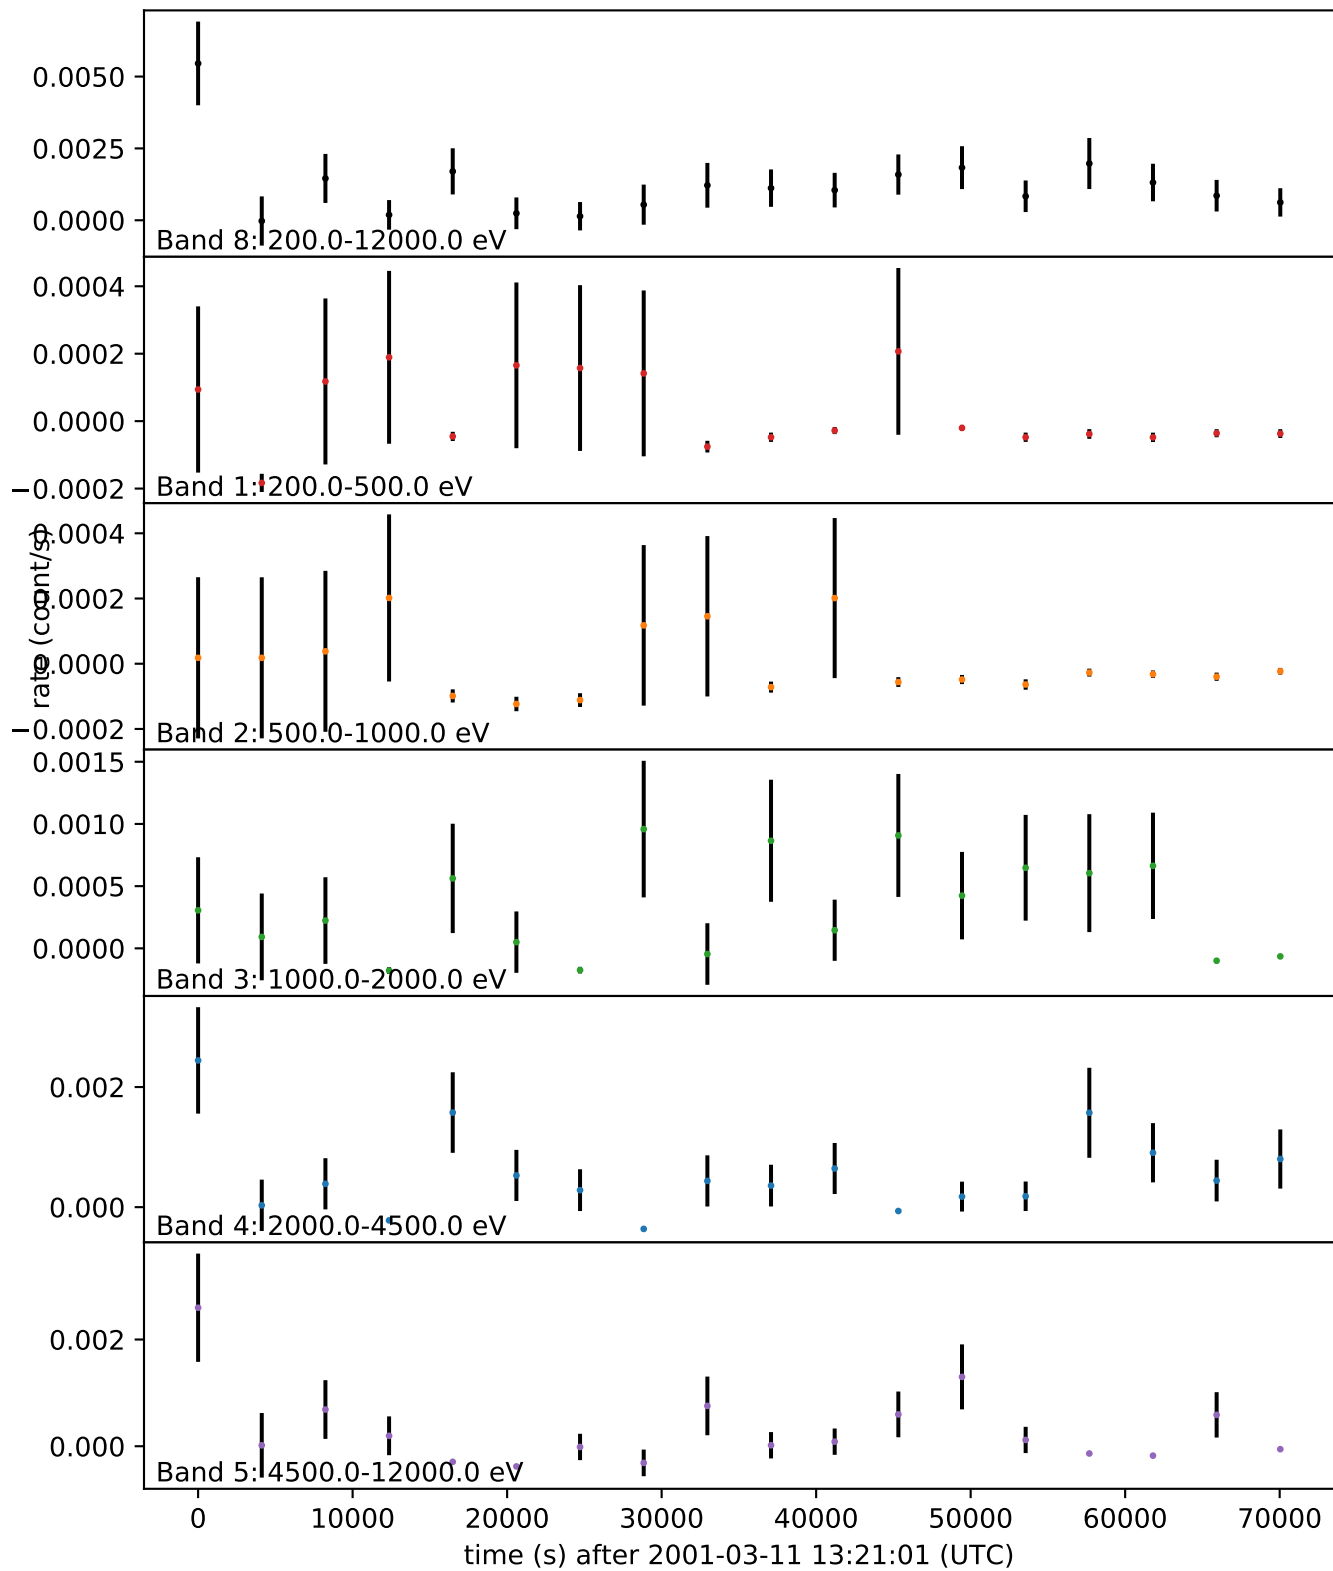 0.0050
0.0025
0.0000
Band 8: 200.0-12000.0 eV
0.0004
0.0002
0.0000
−0.0002
Band 1: 200.0-500.0 eV
rate (count/s)
0.0004
0.0002
0.0000
−0.0002
Band 2: 500.0-1000.0 eV
0.0015
0.0010
0.0005
0.0000
Band 3: 1000.0-2000.0 eV
0.002
0.000
Band 4: 2000.0-4500.0 eV
0.002
0.000
Band 5: 4500.0-12000.0 eV
0 10000 20000 30000 40000 50000 60000 70000
time (s) after 2001-03-11 13:21:01 (UTC)